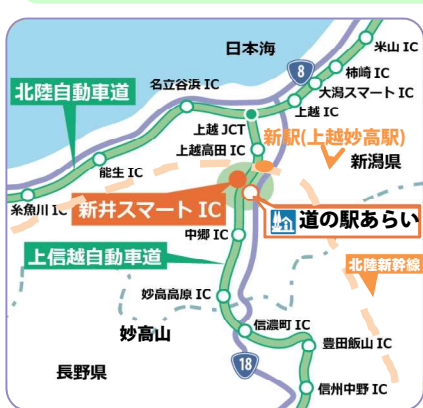 日本海
米山 IC
8
柿崎 IC
名立谷浜 IC
大潟スマート IC
北陸自動車道
上越 IC
上越 JCT
新駅(上越妙高駅)
上越高田 IC
新潟県
能生 IC
糸魚川 IC
新井スマート IC
道の駅あらい
中郷 IC
上信越自動車道
北陸新幹線
妙高高原 IC
妙高山
信濃町 IC
豊田飯山 IC
18
長野県
信州中野 IC